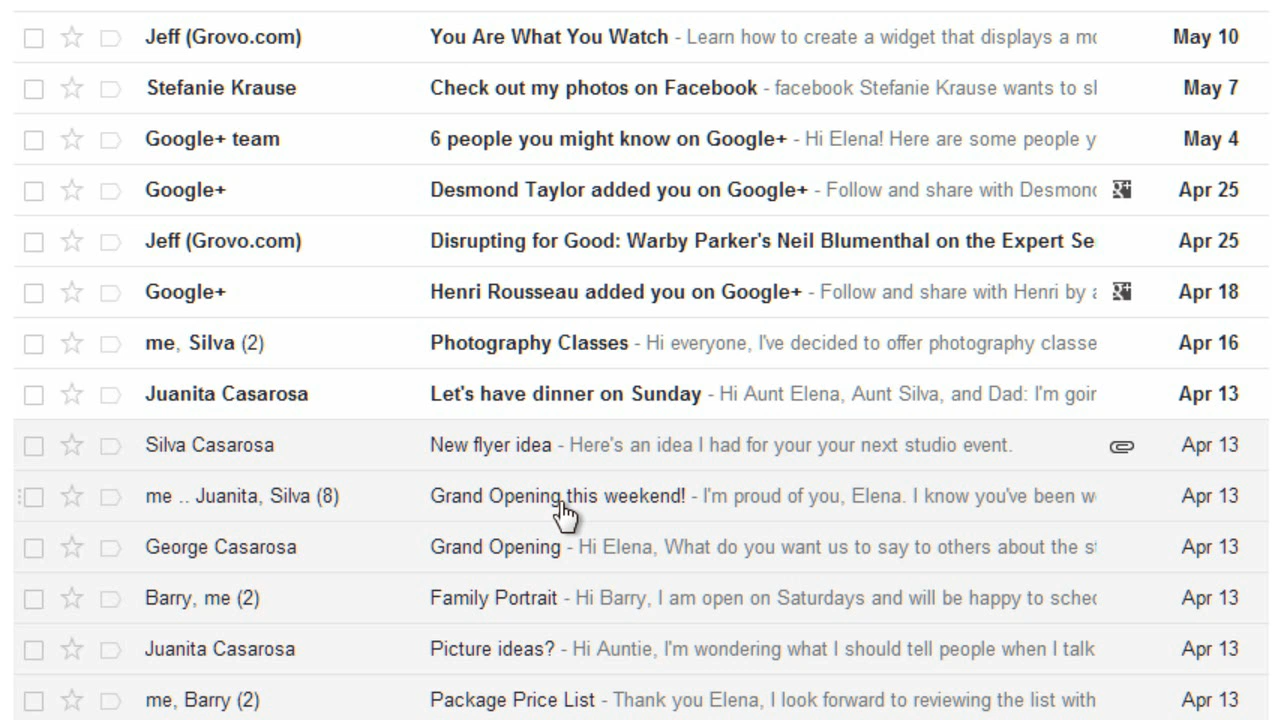 Jeff (Grovo.com) You Are What You Watch - Learn how to create a widget that displays a mo May 10
Stefanie Krause Check out my photos on Facebook - facebook Stefanie Krause wants to sl May 7
Google+ team 6 people you might know on Google+ - Hi Elena! Here are some people y May 4
Google+ Desmond Taylor added you on Google+ - Follow and share with Desmond Apr 25
Jeff (Grovo.com) Disrupting for Good: Warby Parker's Neil Blumenthal on the Expert Se Apr 25
Google+ Henri Rousseau added you on Google+ - Follow and share with Henri by a Apr 18
me, Silva (2) Photography Classes - Hi everyone, I've decided to offer photography classe Apr 16
Juanita Casarosa Let's have dinner on Sunday - Hi Aunt Elena, Aunt Silva, and Dad: I'm goin Apr 13
Silva Casarosa New flyer idea - Here's an idea I had for your your next studio event. Apr 13
me .. Juanita, Silva (8) Grand Opening this weekend! - I'm proud of you, Elena. I know you've been w Apr 13
George Casarosa Grand Opening - Hi Elena, What do you want us to say to others about the st Apr 13
Barry, me (2) Family Portrait - Hi Barry, I am open on Saturdays and will be happy to sched Apr 13
Juanita Casarosa Picture ideas? - Hi Auntie, I'm wondering what I should tell people when I talk Apr 13
me, Barry (2) Package Price List - Thank you Elena, I look forward to reviewing the list with Apr 13